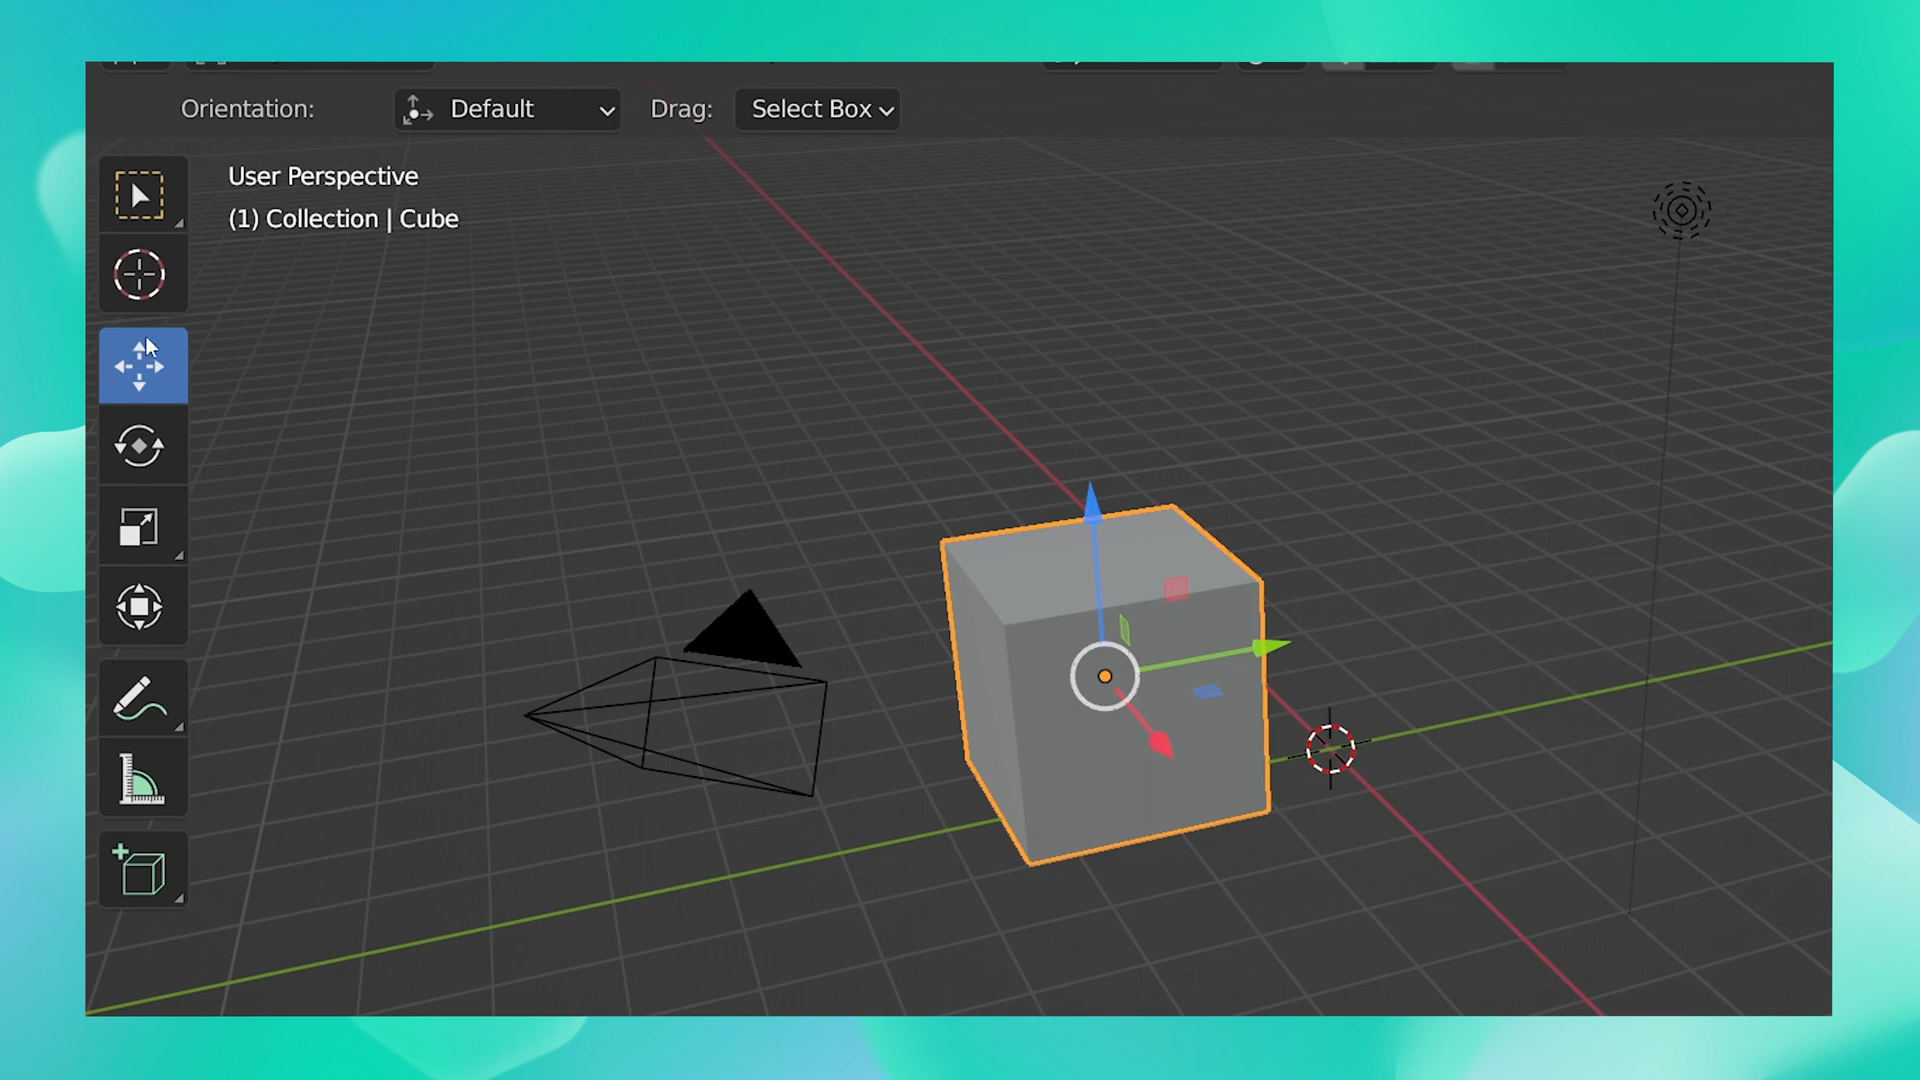 Orientation: Default Drag: Select Box
User Perspective
(1) Collection | Cube